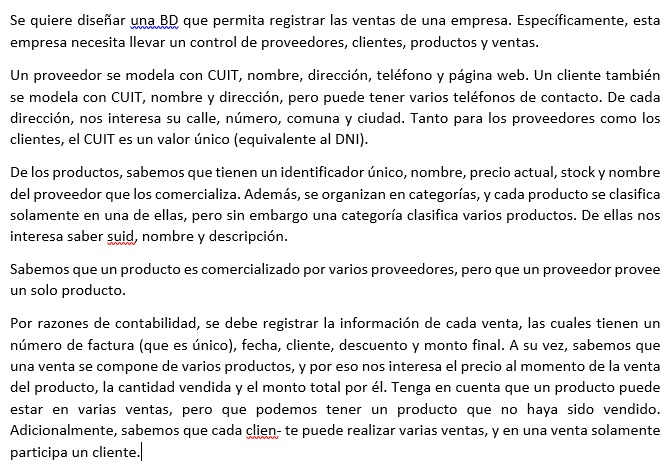 Se quiere diseñar una BD que permita registrar las ventas de una empresa. Específicamente, esta
empresa necesita llevar un control de proveedores, clientes, productos y ventas.
Un proveedor se modela con CUIT, nombre, dirección, teléfono y página web. Un cliente también
se modela con CUIT, nombre y dirección, pero puede tener varios teléfonos de contacto. De cada
dirección, nos interesa su calle, número, comuna y ciudad. Tanto para los proveedores como los
clientes, el CUIT es un valor único (equivalente al DNI).
De los productos, sabemos que tienen un identificador único, nombre, precio actual, stock y nombre
del proveedor que los comercializa. Además, se organizan en categorías, y cada producto se clasifica
solamente en una de ellas, pero sin embargo una categoría clasifica varios productos. De ellas nos
interesa saber suid, nombre y descripción.
Sabemos que un producto es comercializado por varios proveedores, pero que un proveedor provee
un solo producto.
Por razones de contabilidad, se debe registrar la información de cada venta, las cuales tienen un
número de factura (que es único), fecha, cliente, descuento y monto final. A su vez, sabemos que
una venta se compone de varios productos, y por eso nos interesa el precio al momento de la venta
del producto, la cantidad vendida y el monto total por él. Tenga en cuenta que un producto puede
estar en varias ventas, pero que podemos tener un producto que no haya sido vendido.
Adicionalmente, sabemos que cada clien- te puede realizar varias ventas, y en una venta solamente
participa un cliente.